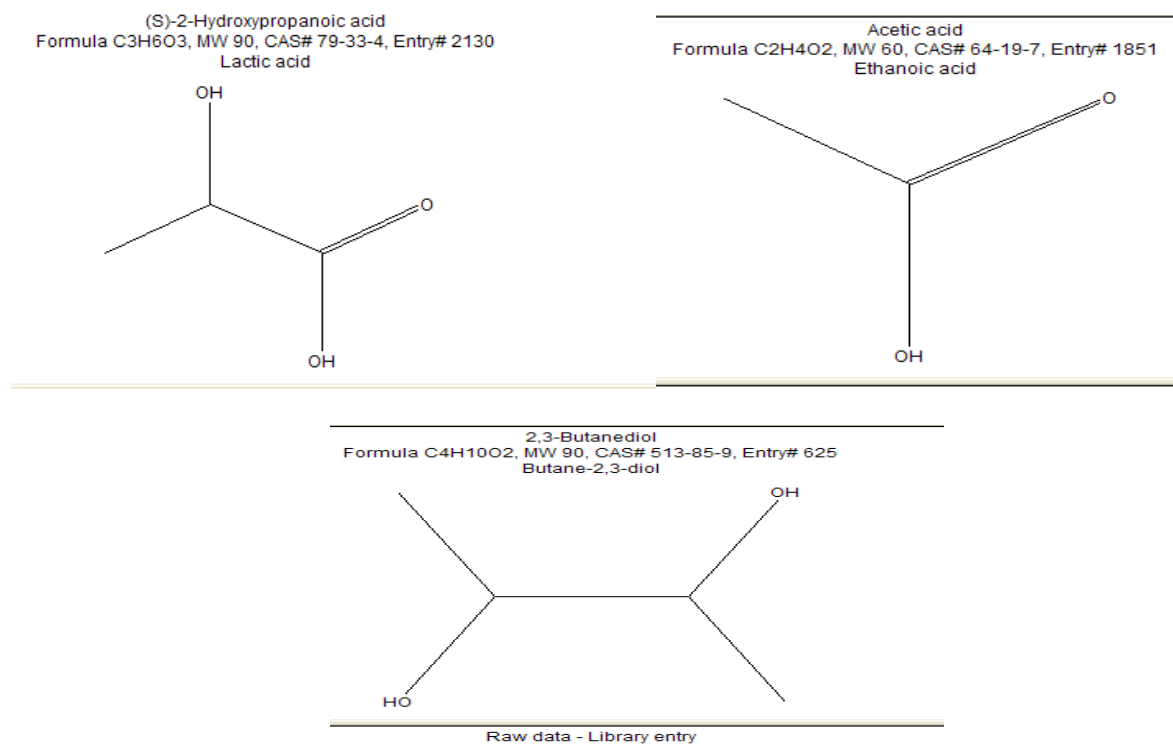 (S)-2-Hydroxypropanoic acid
Formula C3H6O3, MW 90, CAS# 79-33-4, Entry# 2130
Lactic acid
OH
O
OH
Acetic acid
Formula C2H4O2, MW 60, CAS# 64-19-7, Entry# 1851
Ethanoic acid
O
OH
2,3-Butanediol
Formula C4H10O2, MW 90, CAS# 513-85-9, Entry# 625
Butane-2,3-diol
OH
HO
Raw data - Library entry